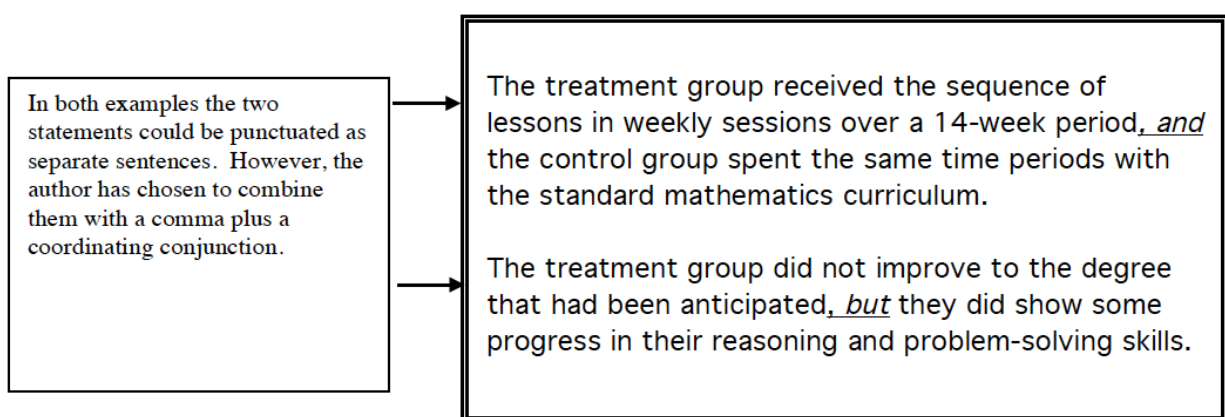 In both examples the two
statements could be punctuated as
separate sentences. However, the
author has chosen to combine
them with a comma plus a
coordinating conjunction.
The treatment group received the sequence of
lessons in weekly sessions over a 14-week period, and
the control group spent the same time periods with
the standard mathematics curriculum.
The treatment group did not improve to the degree
that had been anticipated, but they did show some
progress in their reasoning and problem-solving skills.